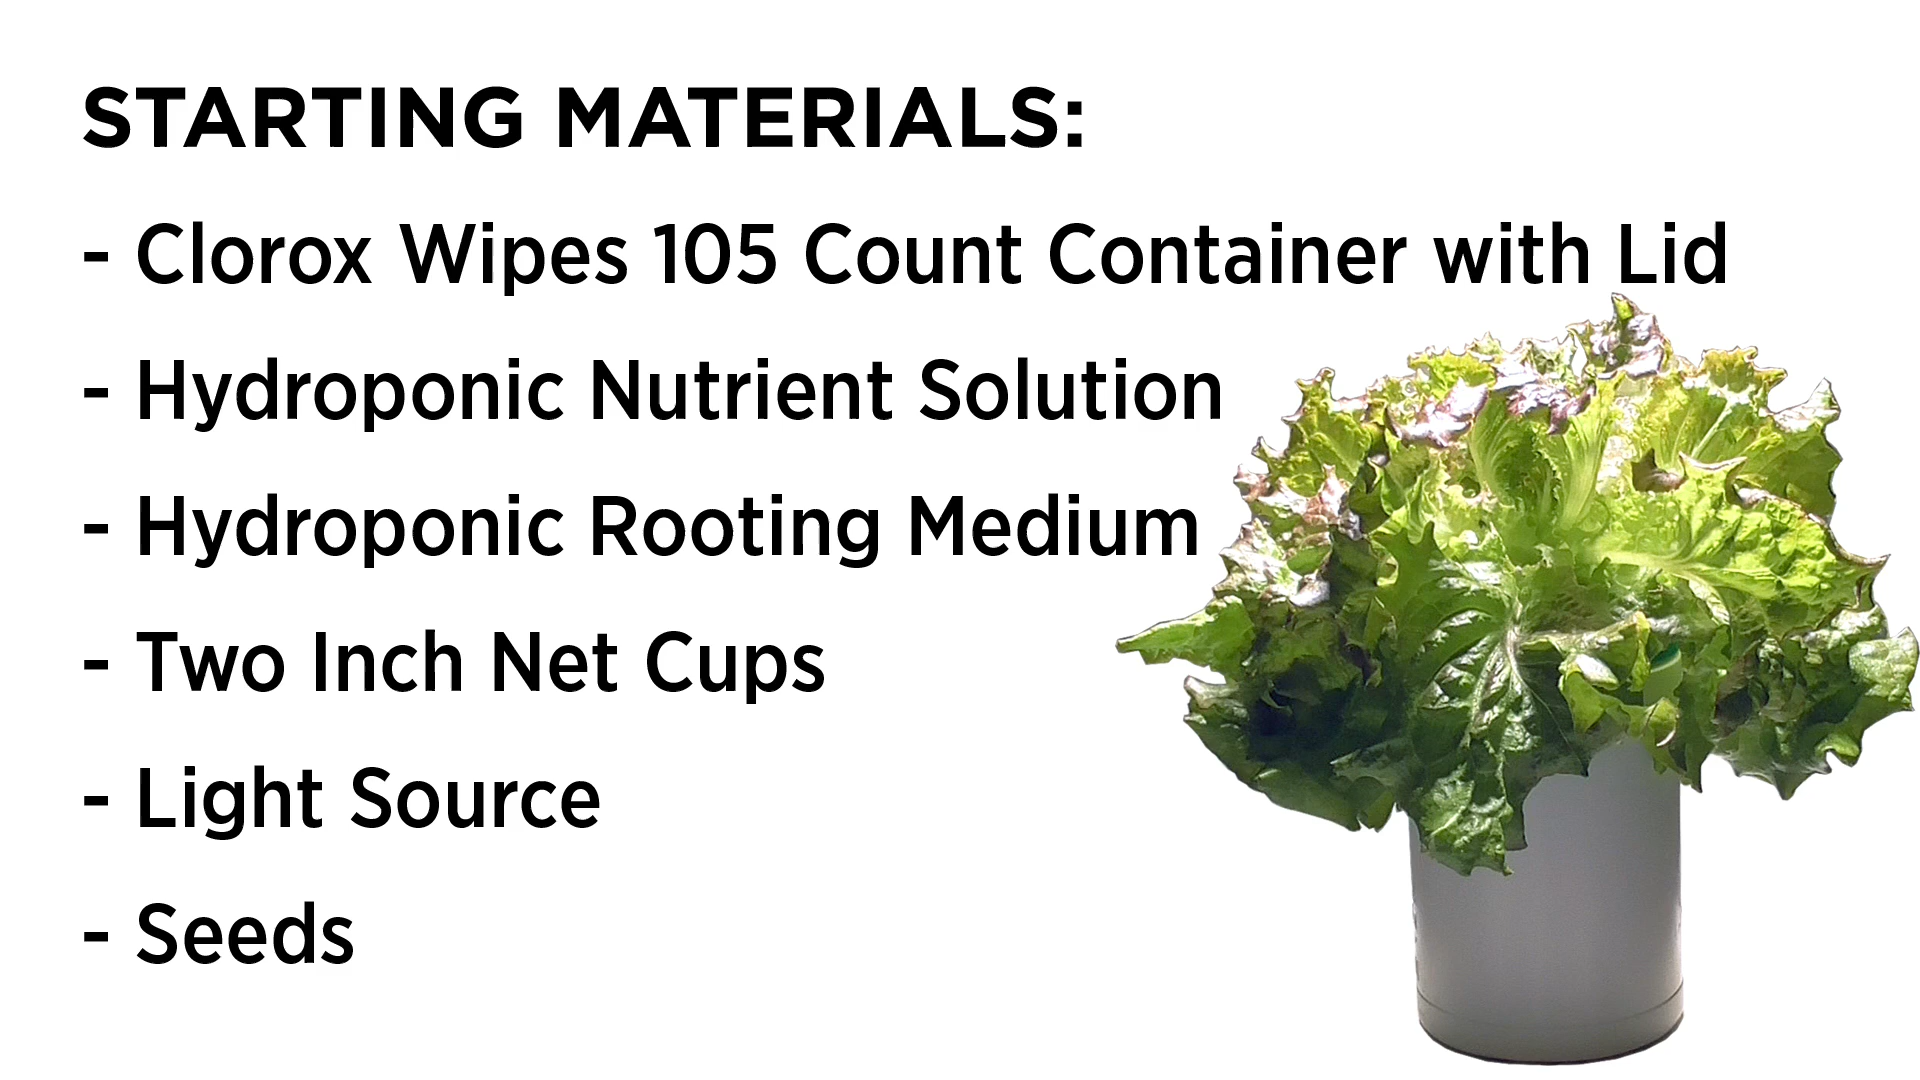 STARTING MATERIALS:
- Clorox Wipes 105 Count Container with Lid
- Hydroponic Nutrient Solution
- Hydroponic Rooting Medium
- Two Inch Net Cups
- Light Source
- Seeds